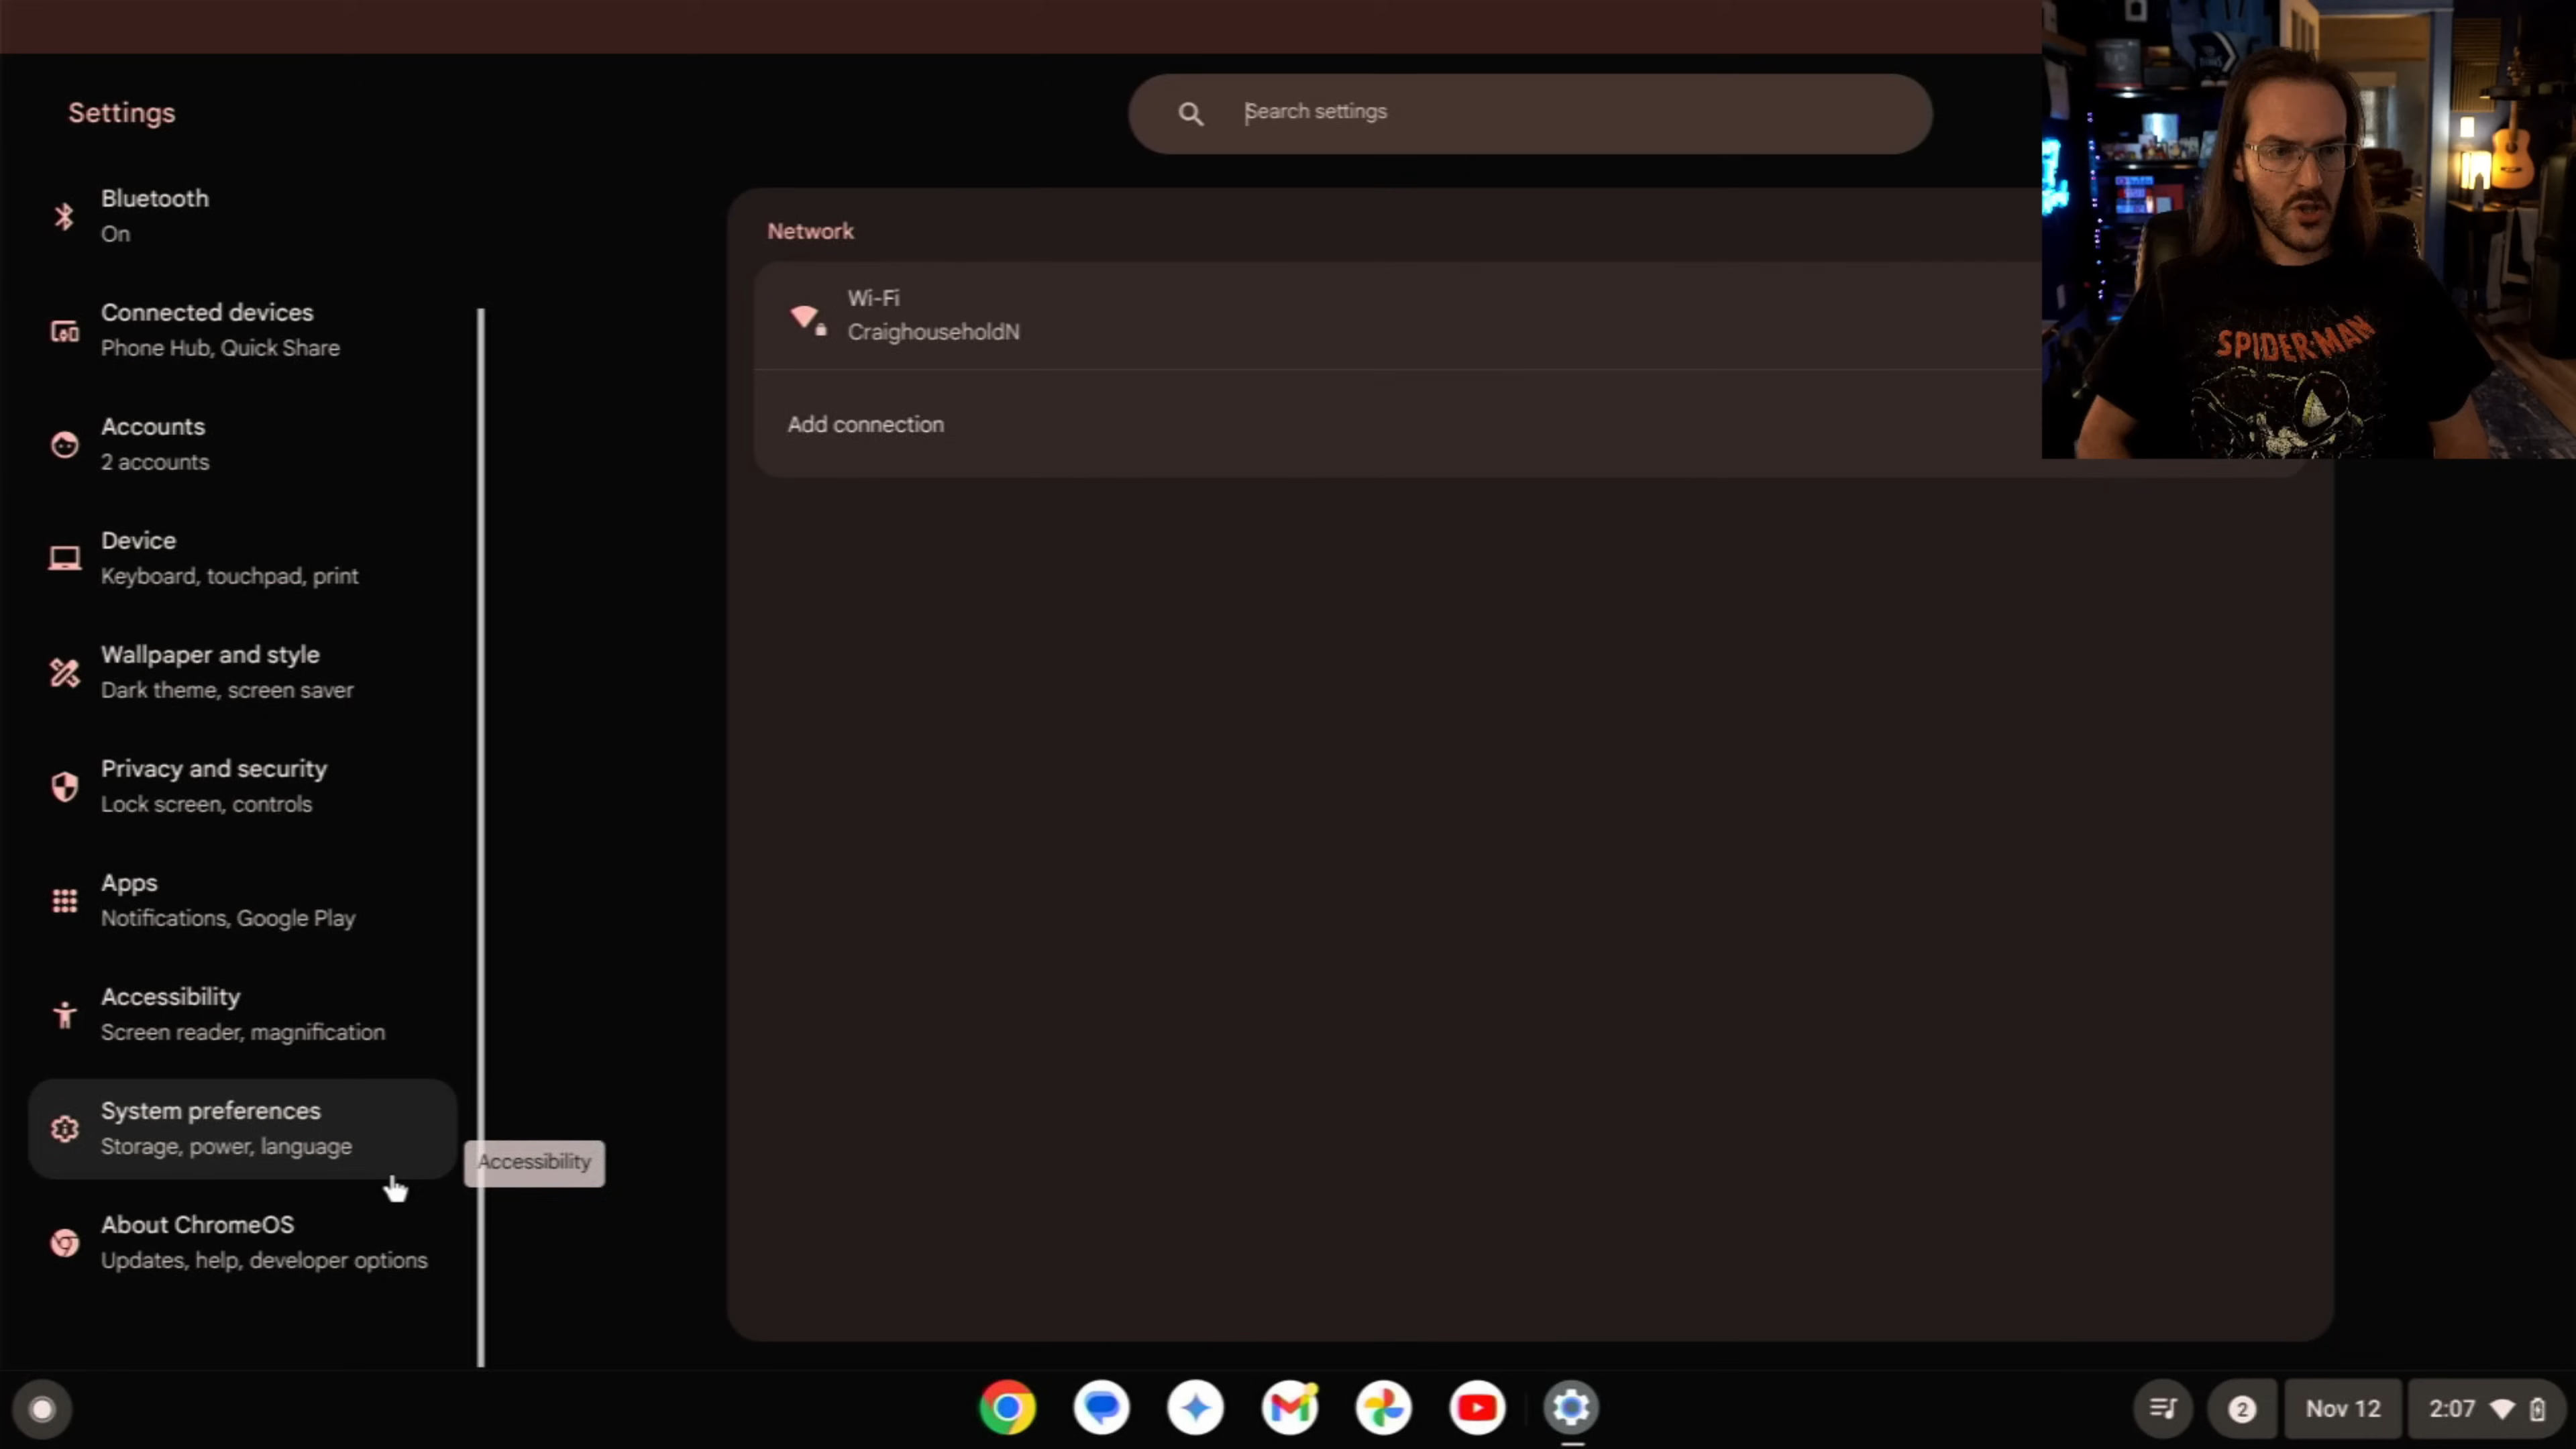 Settings
Search settings
Bluetooth
On
Connected devices
Phone Hub, Quick Share
Accounts
2 accounts
Device
Keyboard, touchpad, print
Wallpaper and style
Dark theme, screen saver
Privacy and security
Lock screen, controls
Apps
Notifications, Google Play
Accessibility
Screen reader, magnification
System preferences
Storage, power, language
Accessibility
About ChromeOS
Updates, help, developer options
Network
Wi-Fi
CraighouseholdN
Add connection
SPIDER-MAN
2
Nov 12
2:07